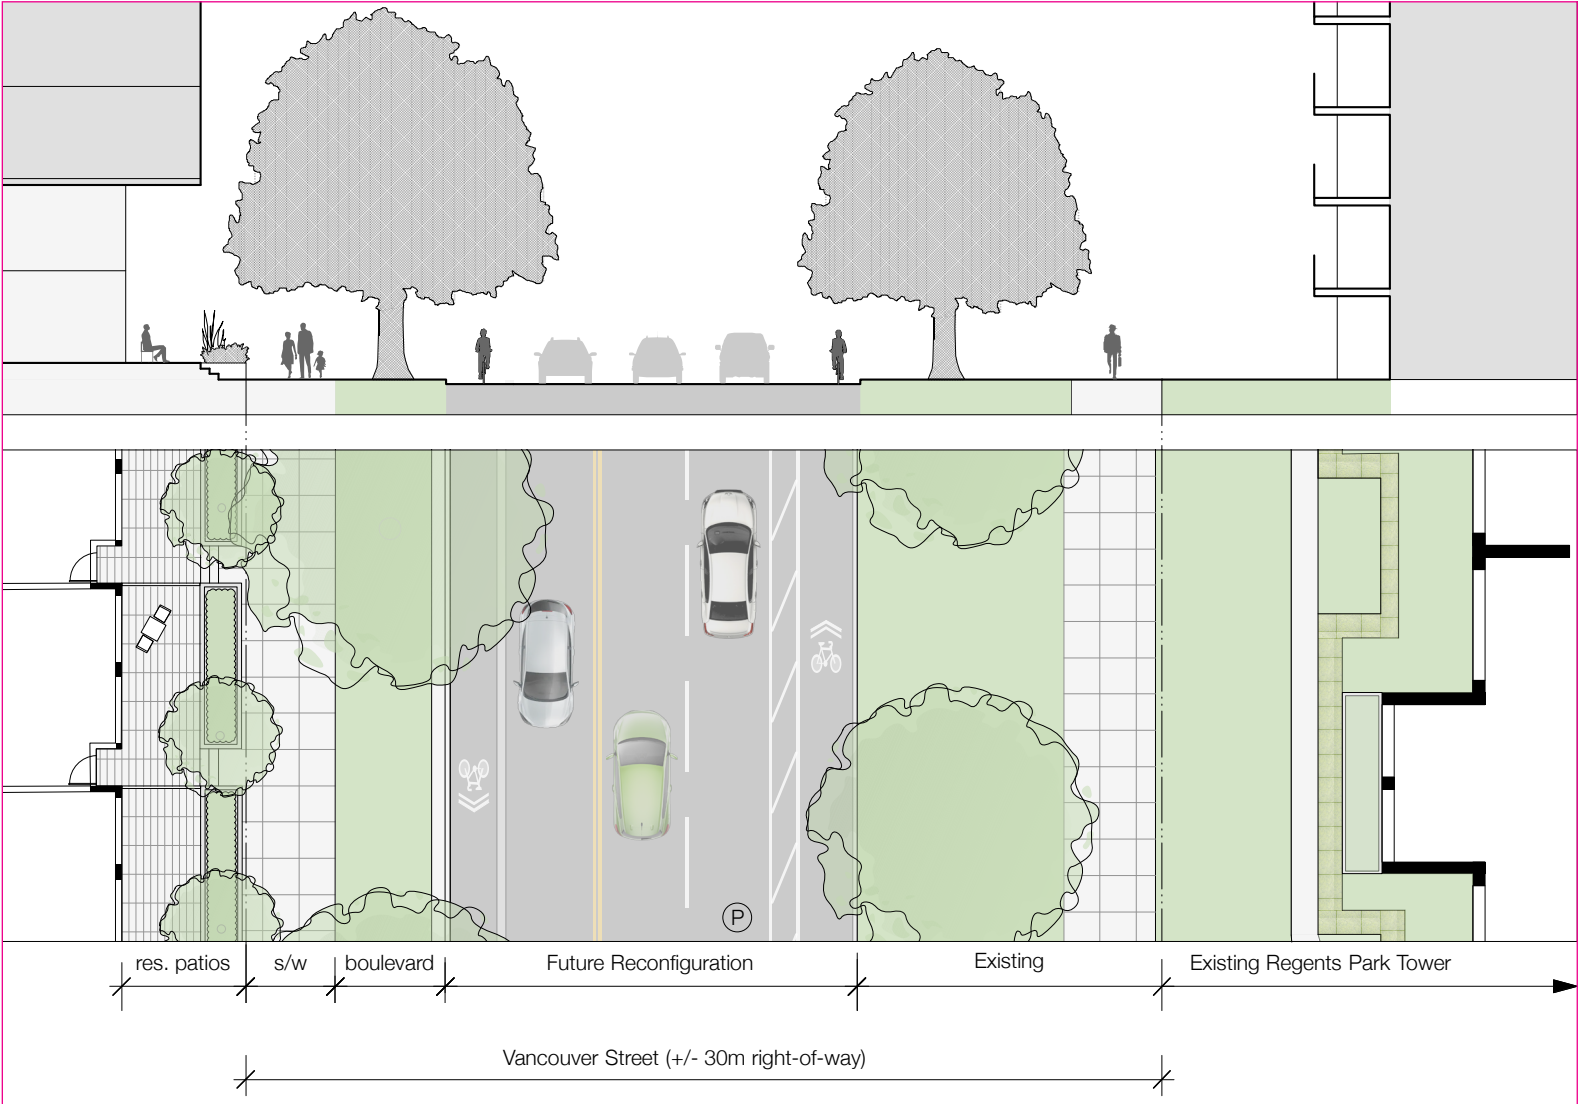 P
res. patios s/w boulevard Future Reconfiguration Existing Existing Regents Park Tower
Vancouver Street (+/- 30m right-of-way)